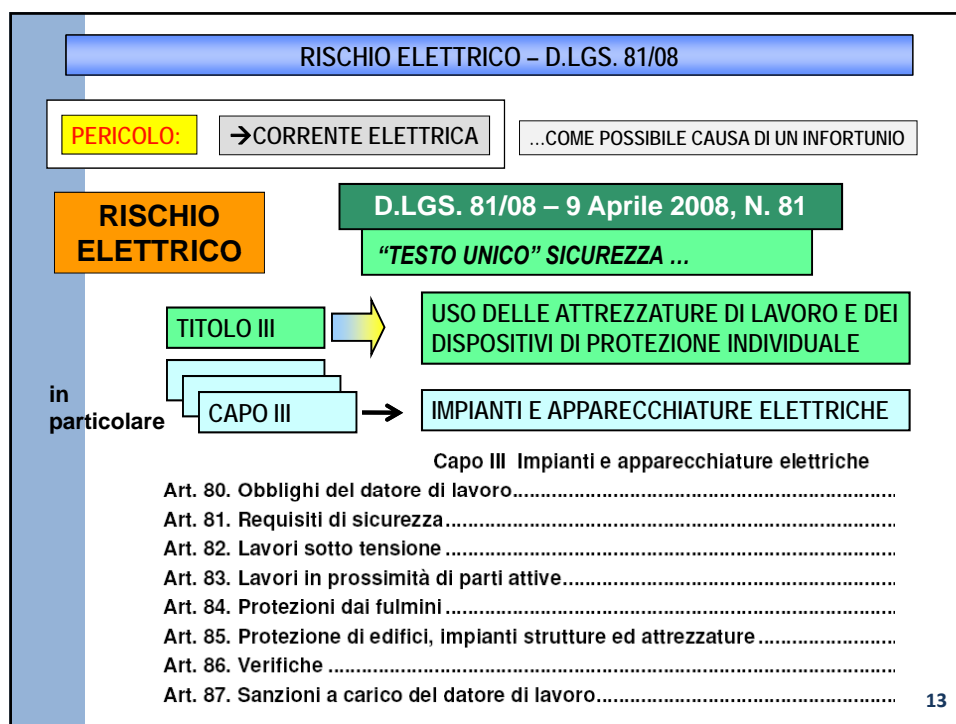 RISCHIO ELETTRICO – D.LGS. 81/08
PERICOLO: →CORRENTE ELETTRICA ...COME POSSIBILE CAUSA DI UN INFORTUNIO
RISCHIO
ELETTRICO
D.LGS. 81/08 – 9 Aprile 2008, N. 81
“TESTO UNICO” SICUREZZA ...
TITOLO III
USO DELLE ATTREZZATURE DI LAVORO E DEI
DISPOSITIVI DI PROTEZIONE INDIVIDUALE
in
particolare
CAPO III
IMPIANTI E APPARECCHIATURE ELETTRICHE
Capo III Impianti e apparecchiature elettriche
Art. 80. Obblighi del datore di lavoro........................................................................
Art. 81. Requisiti di sicurezza....................................................................................
Art. 82. Lavori sotto tensione.....................................................................................
Art. 83. Lavori in prossimità di parti attive................................................................
Art. 84. Protezioni dai fulmini....................................................................................
Art. 85. Protezione di edifici, impianti strutture ed attrezzature..........................
Art. 86. Verifiche.........................................................................................................
Art. 87. Sanzioni a carico del datore di lavoro.........................................................
13